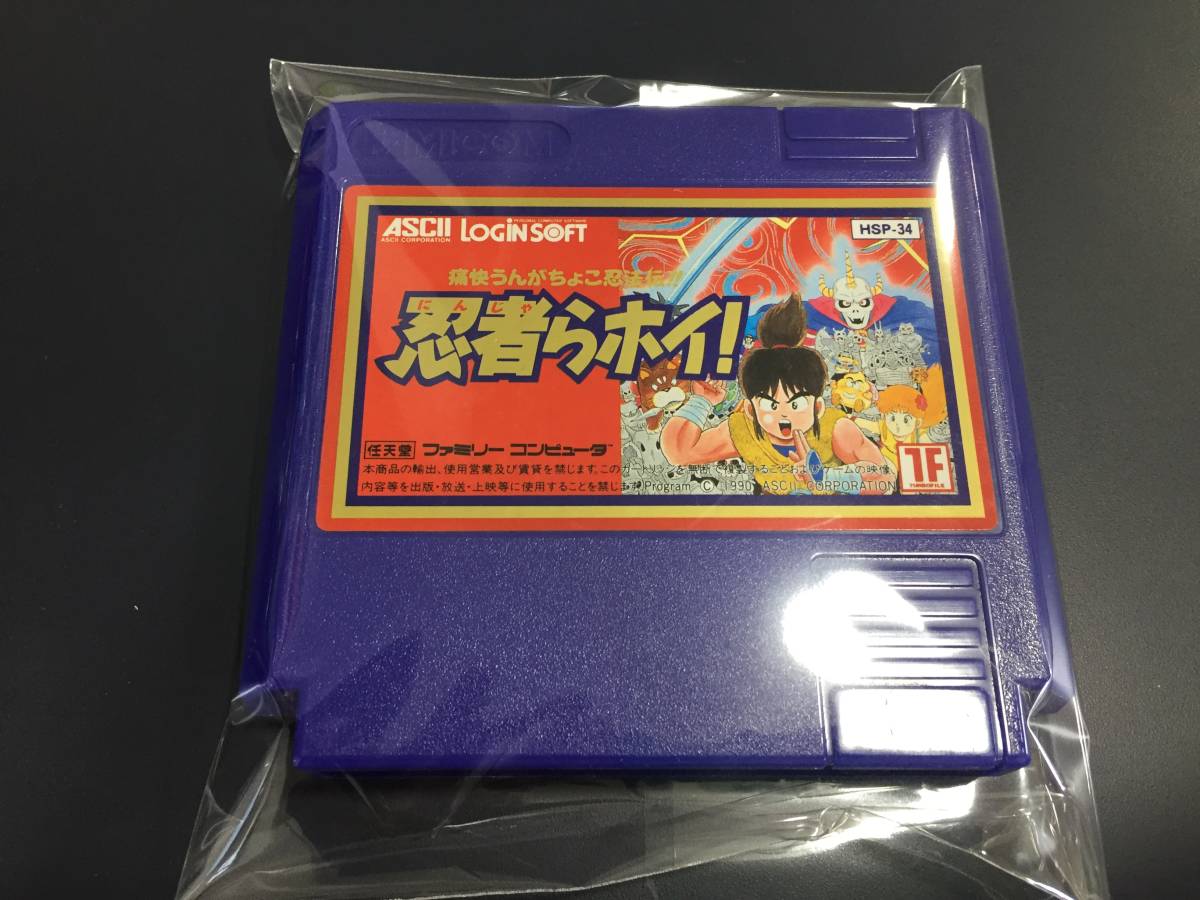 FAMICOM
ASCII
ASCII CORPORATION
PERSONAL COMPUTER SOFTWARE
LOGiNSOFT
HSP-34
痛快うんがちょこ忍法伝!!
にんじゃ
忍者らホイ!
任天堂 ファミリー コンピュータ™
本商品の輸出、使用営業及び賃貸を禁じます。このカートリッジを無断で複製することおよびゲームの映像、
内容等を出版・放送・上映等に使用することを禁じます。Program Ⓒ 1990 ASCII CORPORATION
TF
TURBOFILE